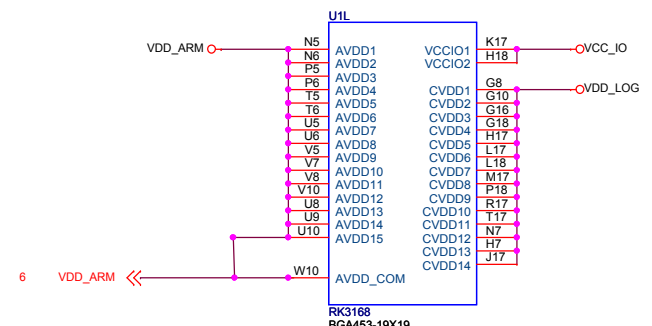 U1L
VDD_ARM N5 AVDD1 VCCIO1 K17 VCC_IO
N6 AVDD2 VCCIO2 H18
P5 AVDD3
P6 AVDD4 CVDD1 G8 VDD_LOG
T5 AVDD5 CVDD2 G10
T6 AVDD6 CVDD3 G16
U5 AVDD7 CVDD4 G18
U6 AVDD8 CVDD5 H17
V5 AVDD9 CVDD6 L17
V7 AVDD10 CVDD7 L18
V8 AVDD11 CVDD8 M17
V10 AVDD12 CVDD9 P18
U8 AVDD13 CVDD10 R17
U9 AVDD14 CVDD11 T17
U10 AVDD15 CVDD12 N7
CVDD13 H7
CVDD14 J17
6 VDD_ARM W10 AVDD_COM
RK3168
BGA453-19X19